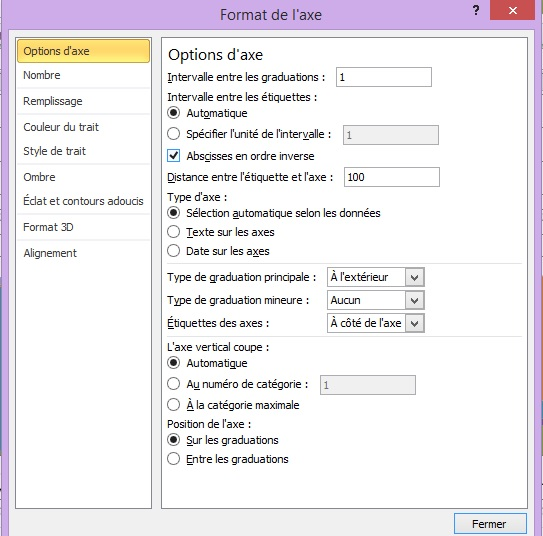 Format de l'axe
?
Options d'axe
Nombre
Remplissage
Couleur du trait
Style de trait
Ombre
Éclat et contours adoucis
Format 3D
Alignement
Options d'axe
Intervalle entre les graduations : 1
Intervalle entre les étiquettes :
Automatique
Spécifier l'unité de l'intervalle : 1
Abscisses en ordre inverse
Distance entre l'étiquette et l'axe : 100
Type d'axe :
Sélection automatique selon les données
Texte sur les axes
Date sur les axes
Type de graduation principale : À l'extérieur
Type de graduation mineure : Aucun
Étiquettes des axes : À côté de l'axe
L'axe vertical coupe :
Automatique
Au numéro de catégorie : 1
À la catégorie maximale
Position de l'axe :
Sur les graduations
Entre les graduations
Fermer